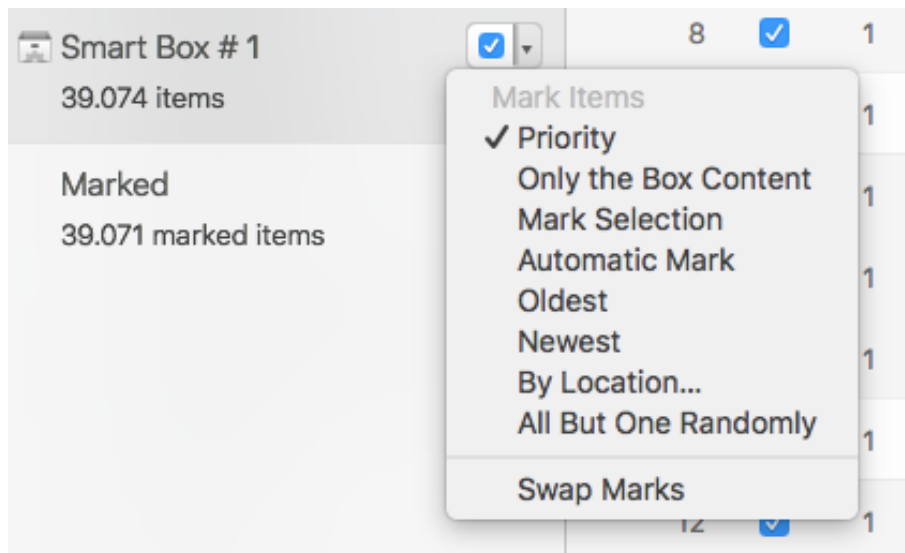 Smart Box # 1
39.074 items
Marked
39.071 marked items
8 1
Mark Items
Priority
Only the Box Content
Mark Selection
Automatic Mark
Oldest
Newest
By Location...
All But One Randomly
Swap Marks
1
1
1
1
1
12 1